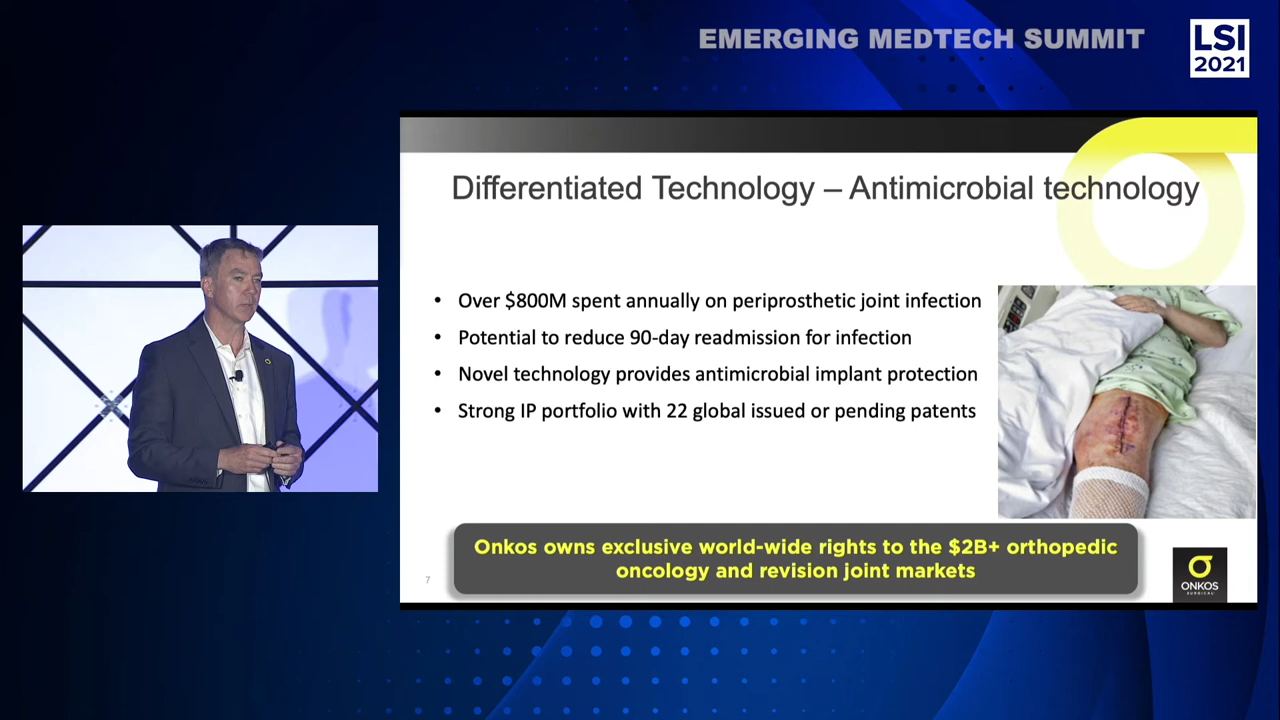 EMERGING MEDTECH SUMMIT
LSI
2021
Differentiated Technology – Antimicrobial technology
• Over $800M spent annually on periprosthetic joint infection
• Potential to reduce 90-day readmission for infection
• Novel technology provides antimicrobial implant protection
• Strong IP portfolio with 22 global issued or pending patents
Onkos owns exclusive world-wide rights to the $2B+ orthopedic
oncology and revision joint markets
7
ONKOS
SURGICAL